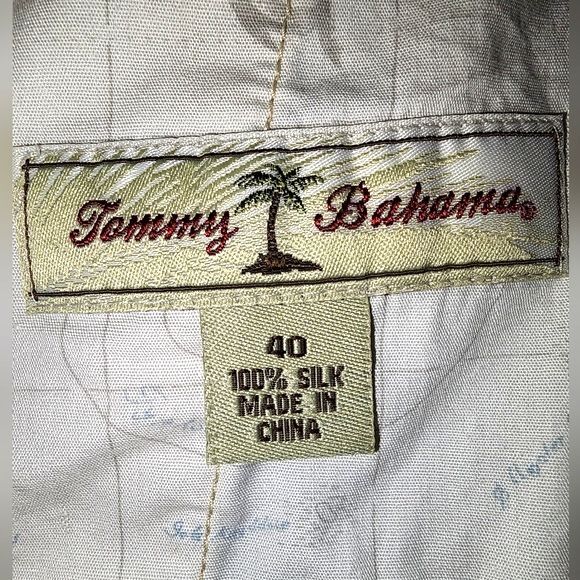 Tommy Bahama®
40
100% SILK
MADE IN
CHINA